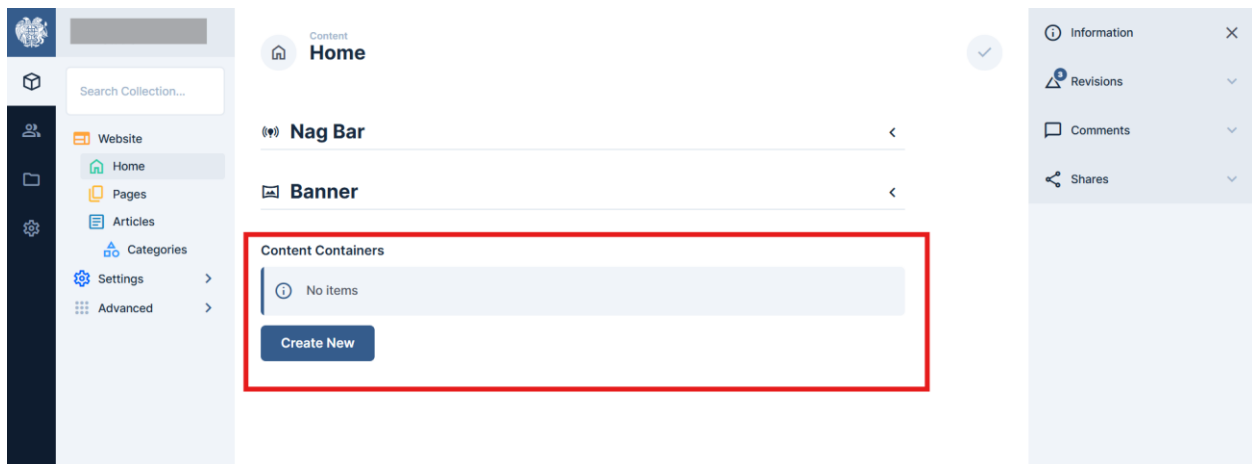 Search Collection...
Website
Home
Pages
Articles
Categories
Settings
Advanced
Content
Home
Nag Bar
Banner
Content Containers
No items
Create New
Information
3
Revisions
Comments
Shares